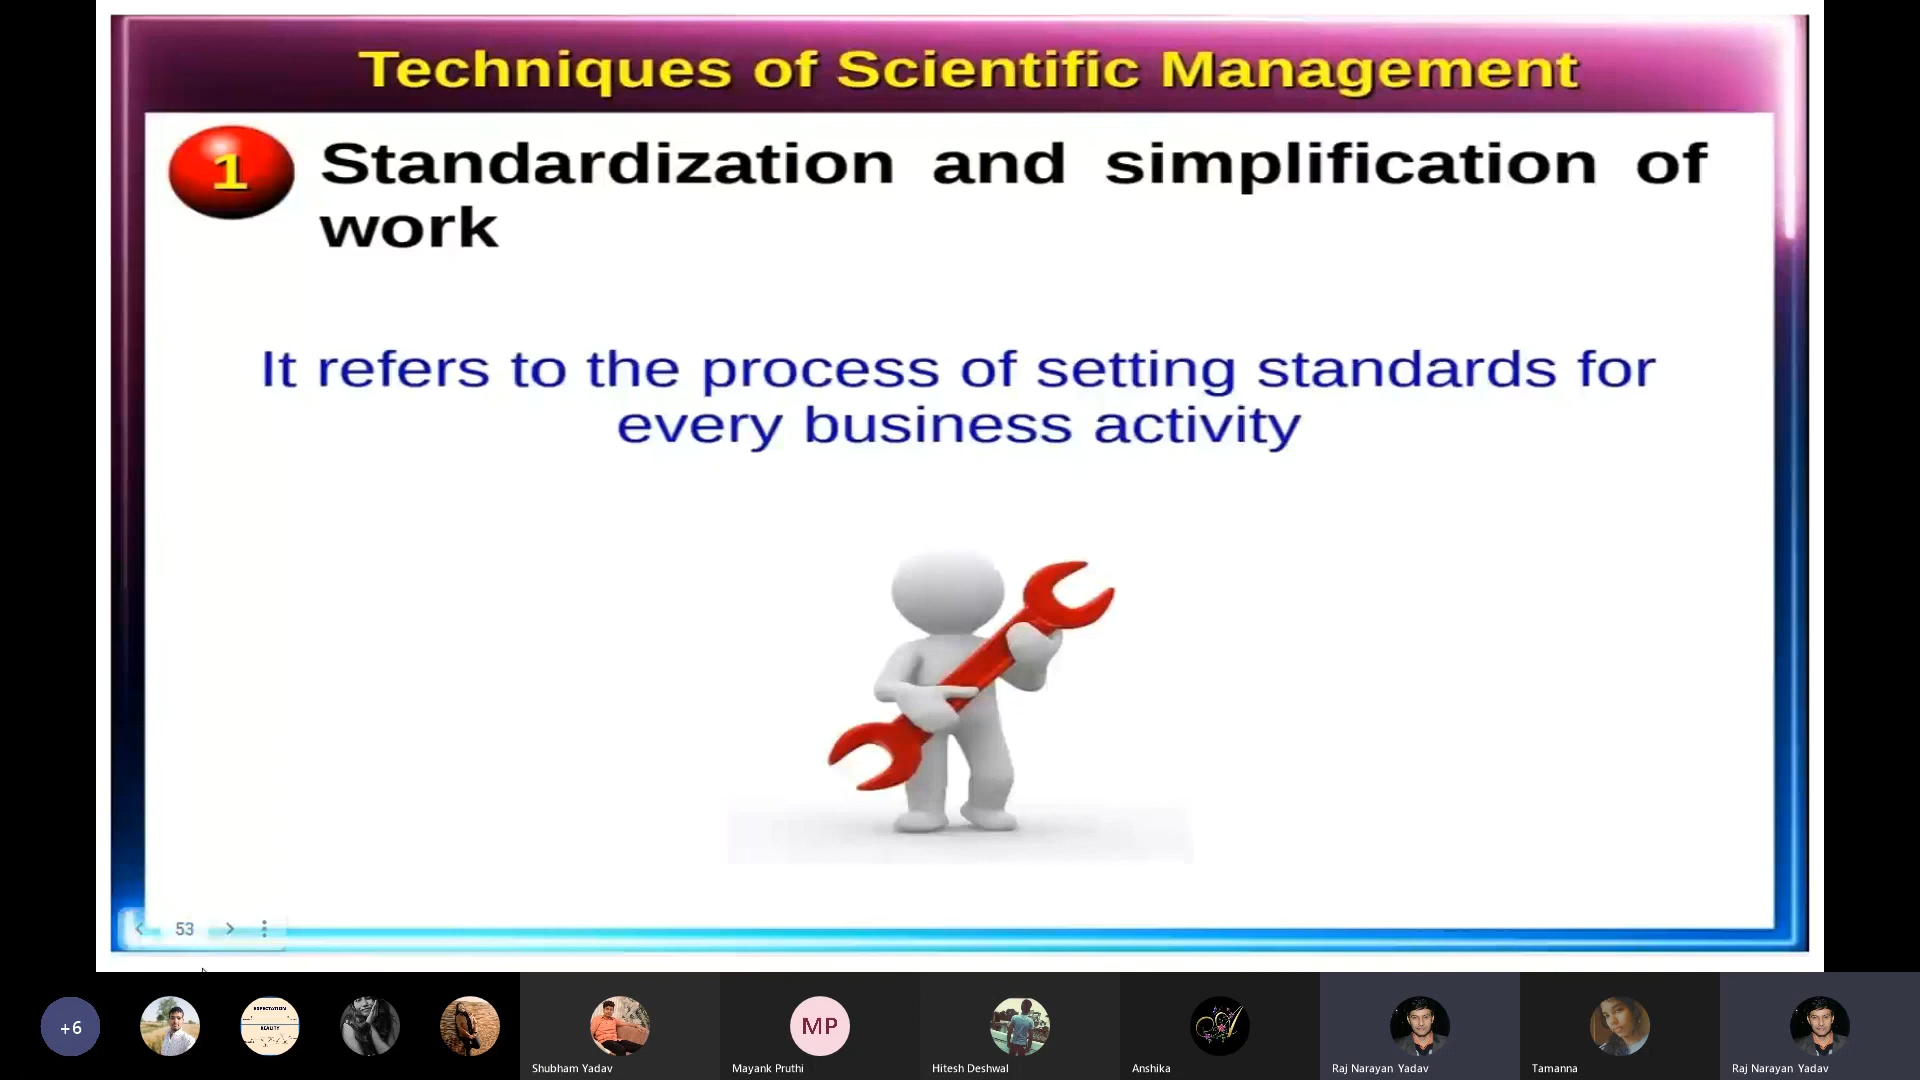 Techniques of Scientific Management
1 Standardization and simplification of
work
It refers to the process of setting standards for
every business activity
53
+6
EXPECTATION
REALITY
MP
Shubham Yadav
Mayank Pruthi
Hitesh Deshwal
Anshika
Raj Narayan Yadav
Tamanna
Raj Narayan Yadav